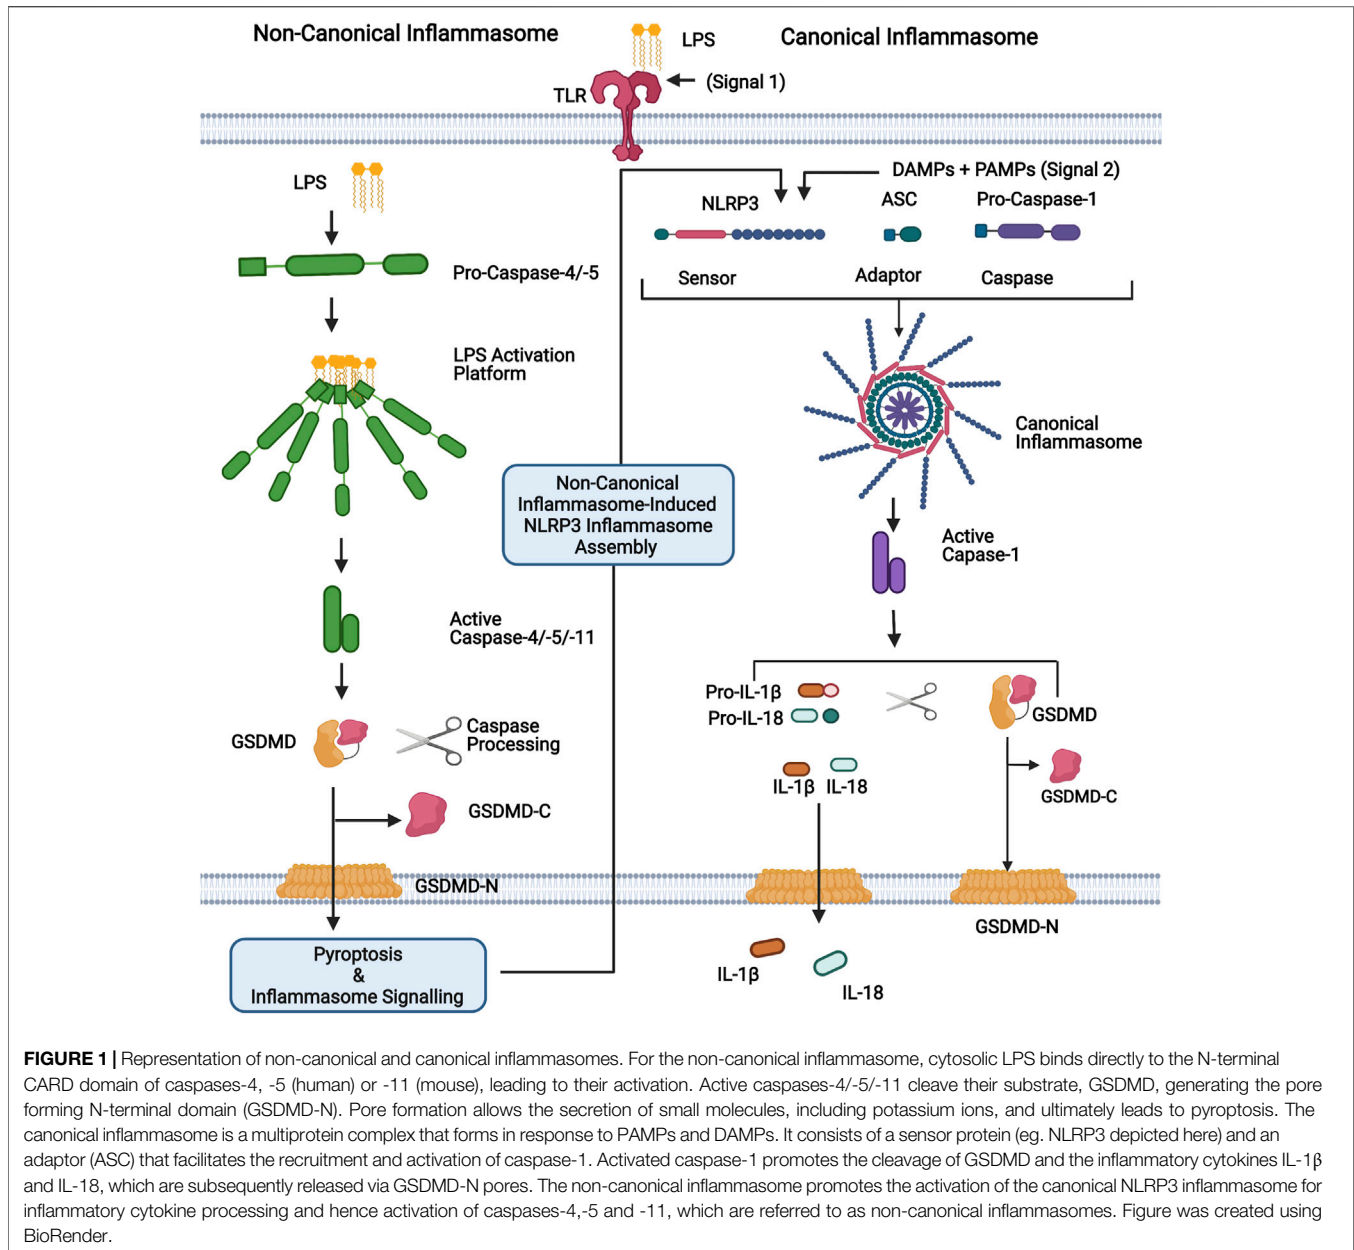 Non-Canonical Inflammasome
LPS
Canonical Inflammasome
TLR
(Signal 1)
LPS
DAMPs + PAMPs (Signal 2)
NLRP3
ASC
Pro-Caspase-1
Pro-Caspase-4/-5
Sensor
Adaptor
Caspase
LPS Activation
Platform
Canonical
Inflammasome
Non-Canonical
Inflammasome-Induced
NLRP3 Inflammasome
Assembly
Active
Capase-1
Active
Caspase-4/-5/-11
Pro-IL-1β
Pro-IL-18
GSDMD
GSDMD
Caspase
Processing
IL-1β
IL-18
GSDMD-C
GSDMD-C
GSDMD-N
GSDMD-N
Pyroptosis
&
Inflammasome Signalling
IL-1β
IL-18
FIGURE 1 | Representation of non-canonical and canonical inflammasomes. For the non-canonical inflammasome, cytosolic LPS binds directly to the N-terminal
CARD domain of caspases-4, -5 (human) or -11 (mouse), leading to their activation. Active caspases-4/-5/-11 cleave their substrate, GSDMD, generating the pore
forming N-terminal domain (GSDMD-N). Pore formation allows the secretion of small molecules, including potassium ions, and ultimately leads to pyroptosis. The
canonical inflammasome is a multiprotein complex that forms in response to PAMPs and DAMPs. It consists of a sensor protein (eg. NLRP3 depicted here) and an
adaptor (ASC) that facilitates the recruitment and activation of caspase-1. Activated caspase-1 promotes the cleavage of GSDMD and the inflammatory cytokines IL-1β
and IL-18, which are subsequently released via GSDMD-N pores. The non-canonical inflammasome promotes the activation of the canonical NLRP3 inflammasome for
inflammatory cytokine processing and hence activation of caspases-4,-5 and -11, which are referred to as non-canonical inflammasomes. Figure was created using
BioRender.